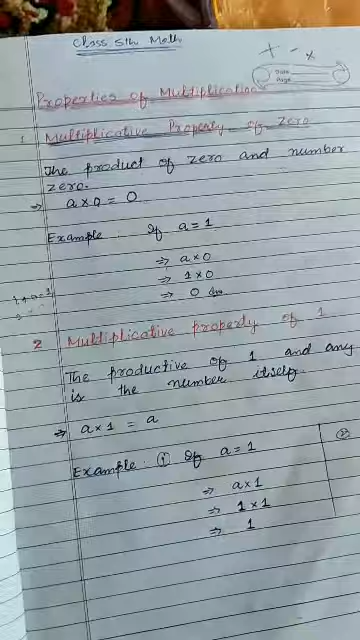 Class 5th Math
+ - ×
Date
Page
Properties of Multiplication
1 Multiplicative Property of Zero
The product of zero and number
zero.
⇒ a×0 = 0
Example If a = 1
⇒ a×0
⇒ 1×0
⇒ 0 Ans
2 Multiplicative property of 1
The productive of 1 and any
is the number itself.
⇒ a×1 = a
Example: ① If a = 1
②
⇒ a×1
⇒ 1×1
⇒ 1